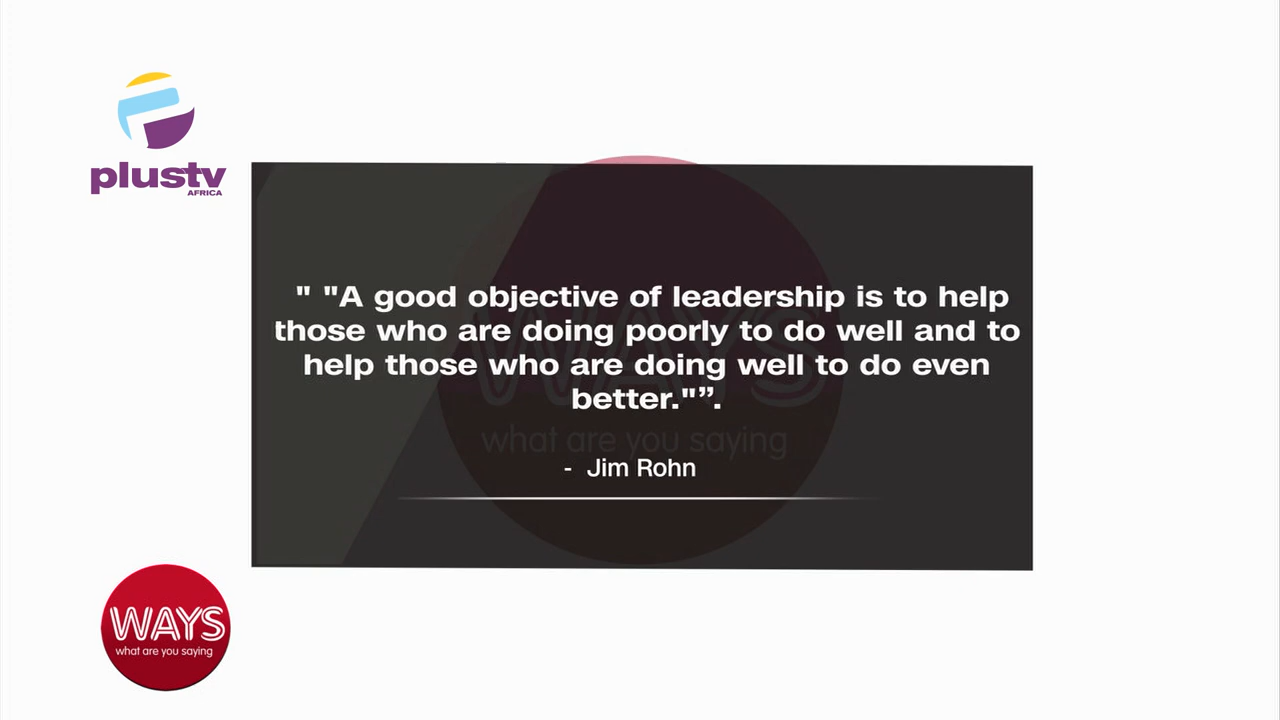 plustv
AFRICA
" "A good objective of leadership is to help
those who are doing poorly to do well and to
help those who are doing well to do even
better."”.
WAYS
what are you saying
- Jim Rohn
WAYS
what are you saying